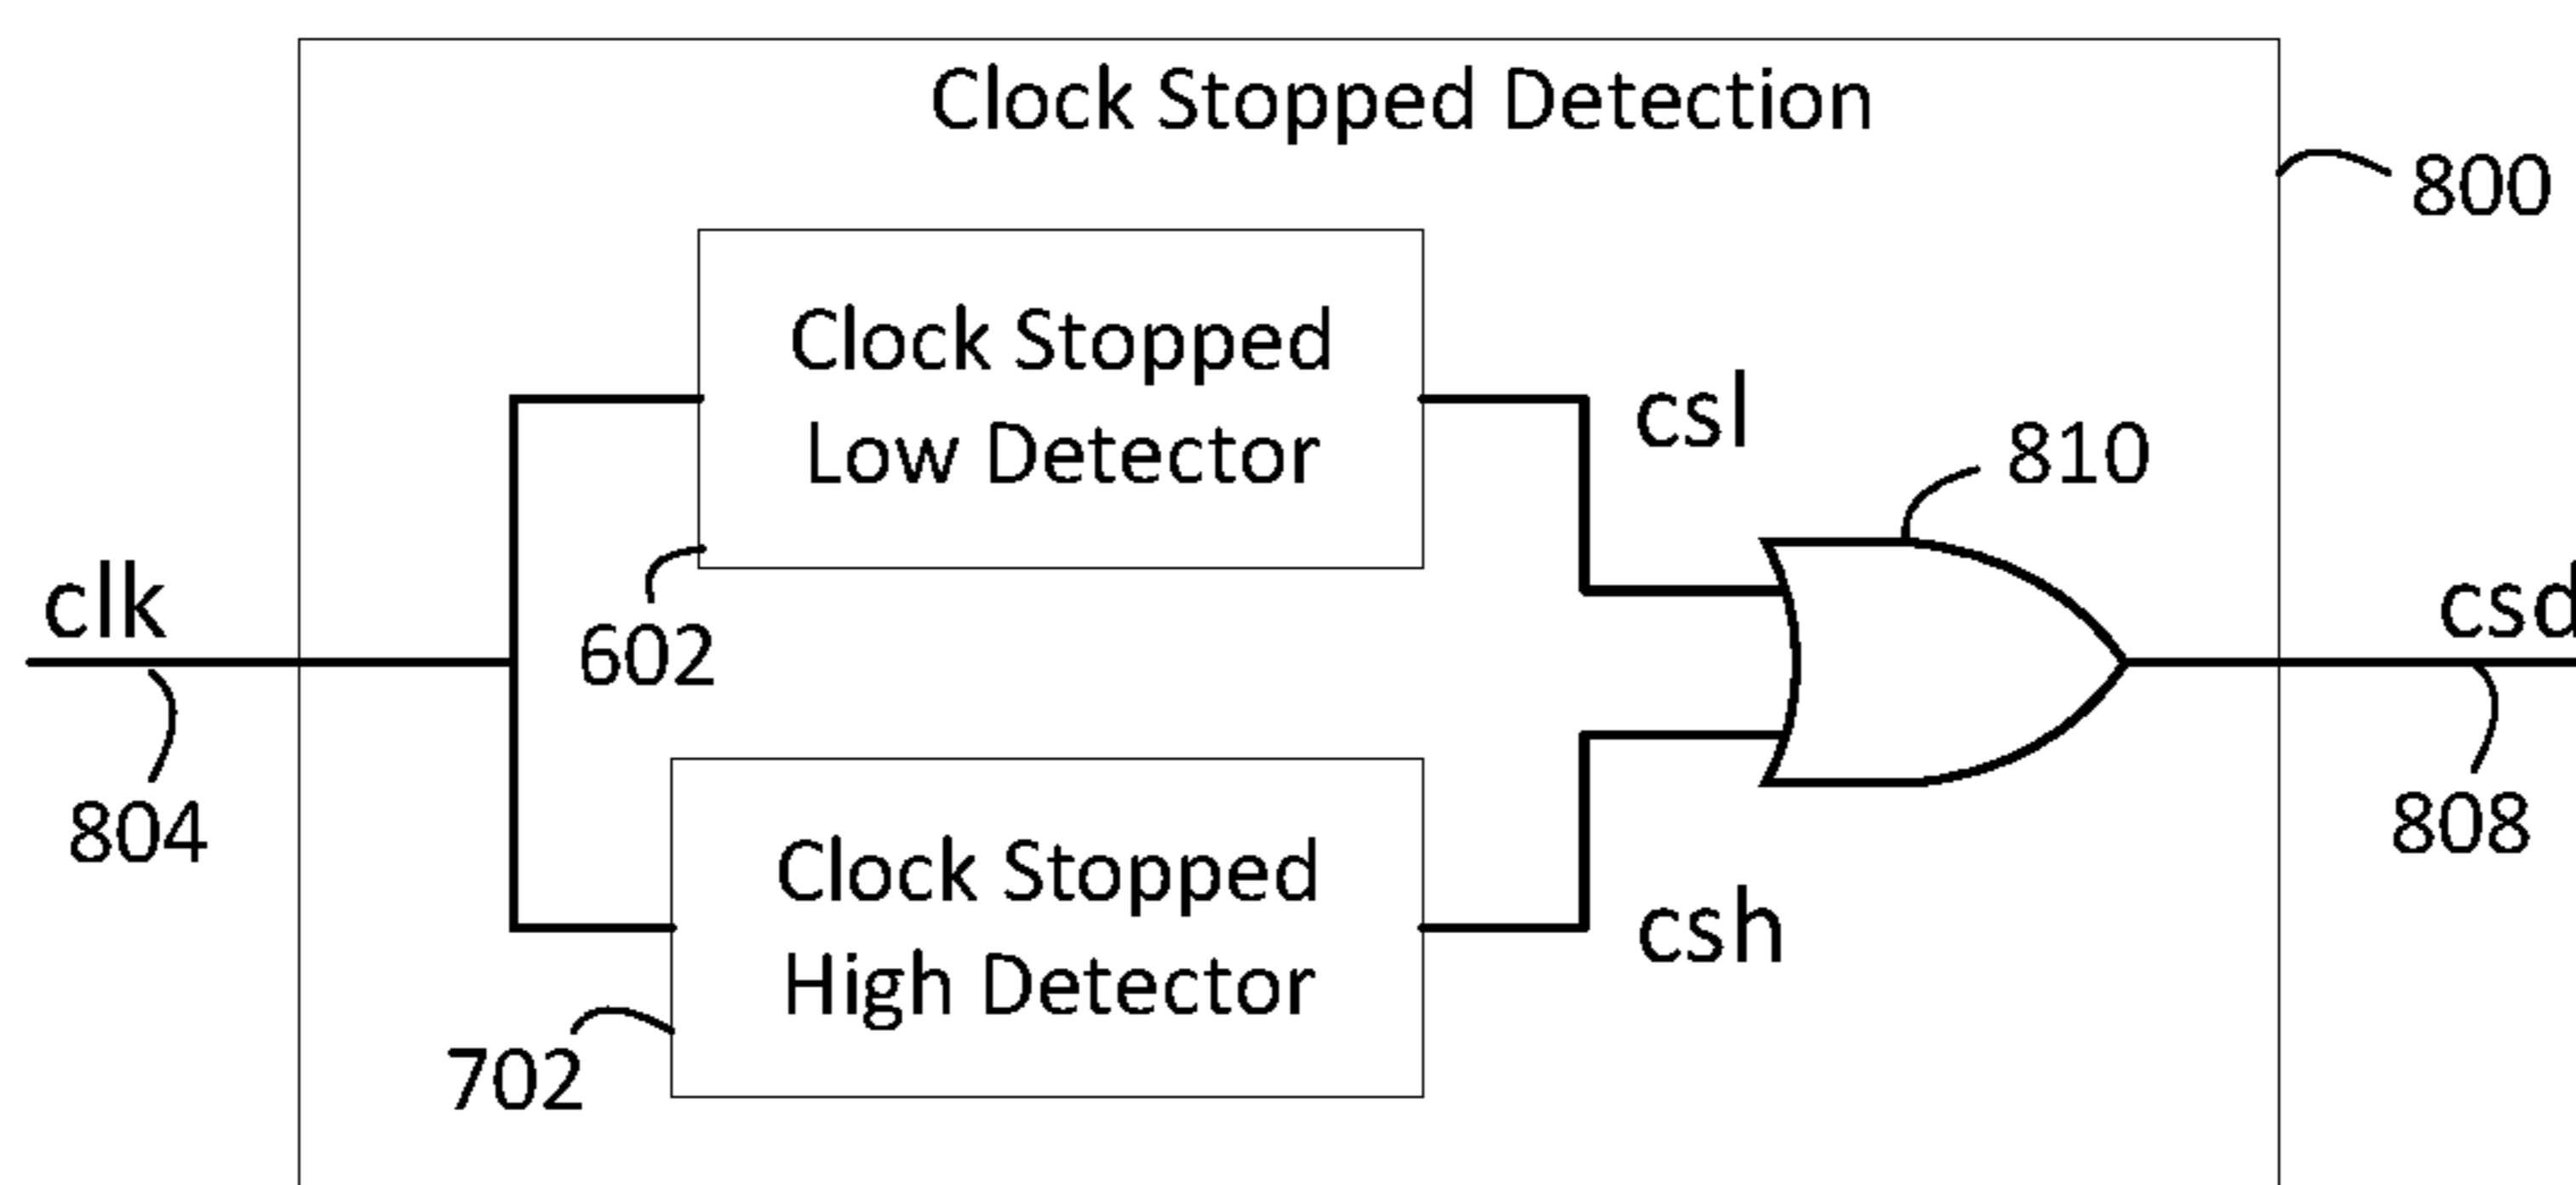 Clock Stopped Detection
800
Clock Stopped
Low Detector
csl
810
clk
602
csd
804
808
Clock Stopped
High Detector
csh
702